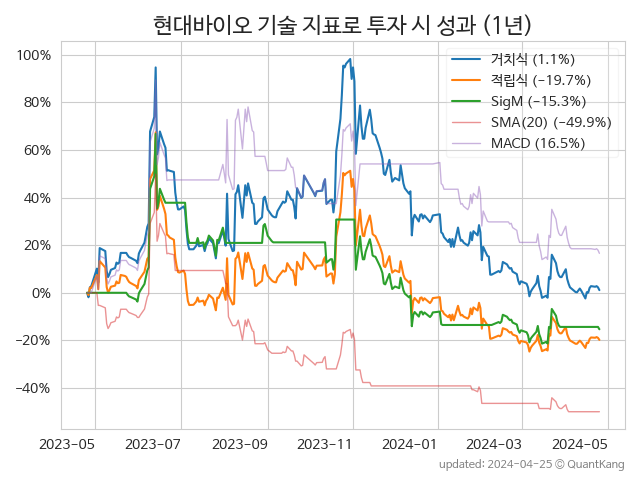 현대바이오 기술 지표로 투자 시 성과 (1년)
거치식 (1.1%)
적립식 (−19.7%)
SigM (−15.3%)
SMA(20) (−49.9%)
MACD (16.5%)
100%
80%
60%
40%
20%
0%
−20%
−40%
2023-05
2023-07
2023-09
2023-11
2024-01
2024-03
2024-05
updated: 2024-04-25 © QuantKang